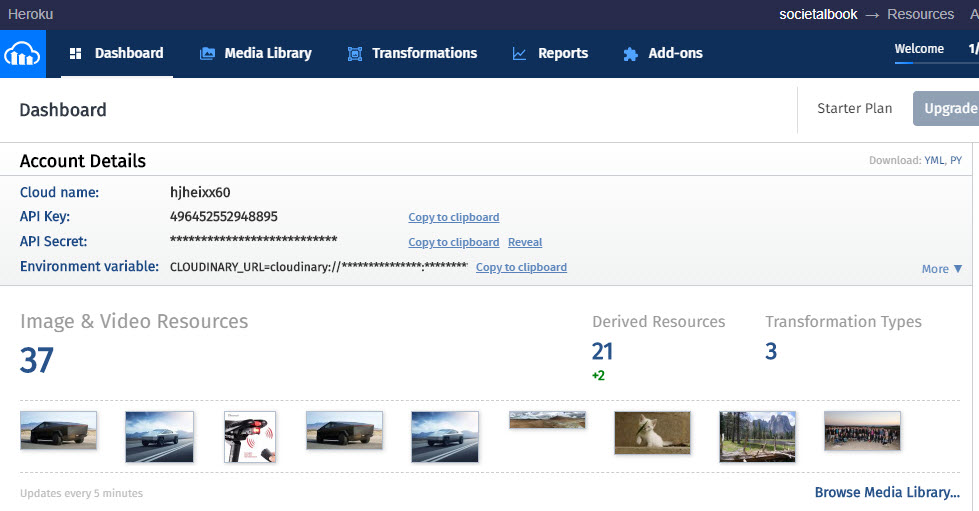 Heroku
societalbook → Resources A
Dashboard Media Library Transformations Reports Add-ons Welcome 1/
Dashboard
Starter Plan Upgrade
Account Details Download: YML, PY
Cloud name: hjheixx60
API Key: 496452552948895 Copy to clipboard
API Secret: *************************** Copy to clipboard Reveal
Environment variable: CLOUDINARY_URL=cloudinary://***************:******** Copy to clipboard
More ▼
Image & Video Resources
37
Derived Resources
21
+2
Transformation Types
3
Updates every 5 minutes Browse Media Library...